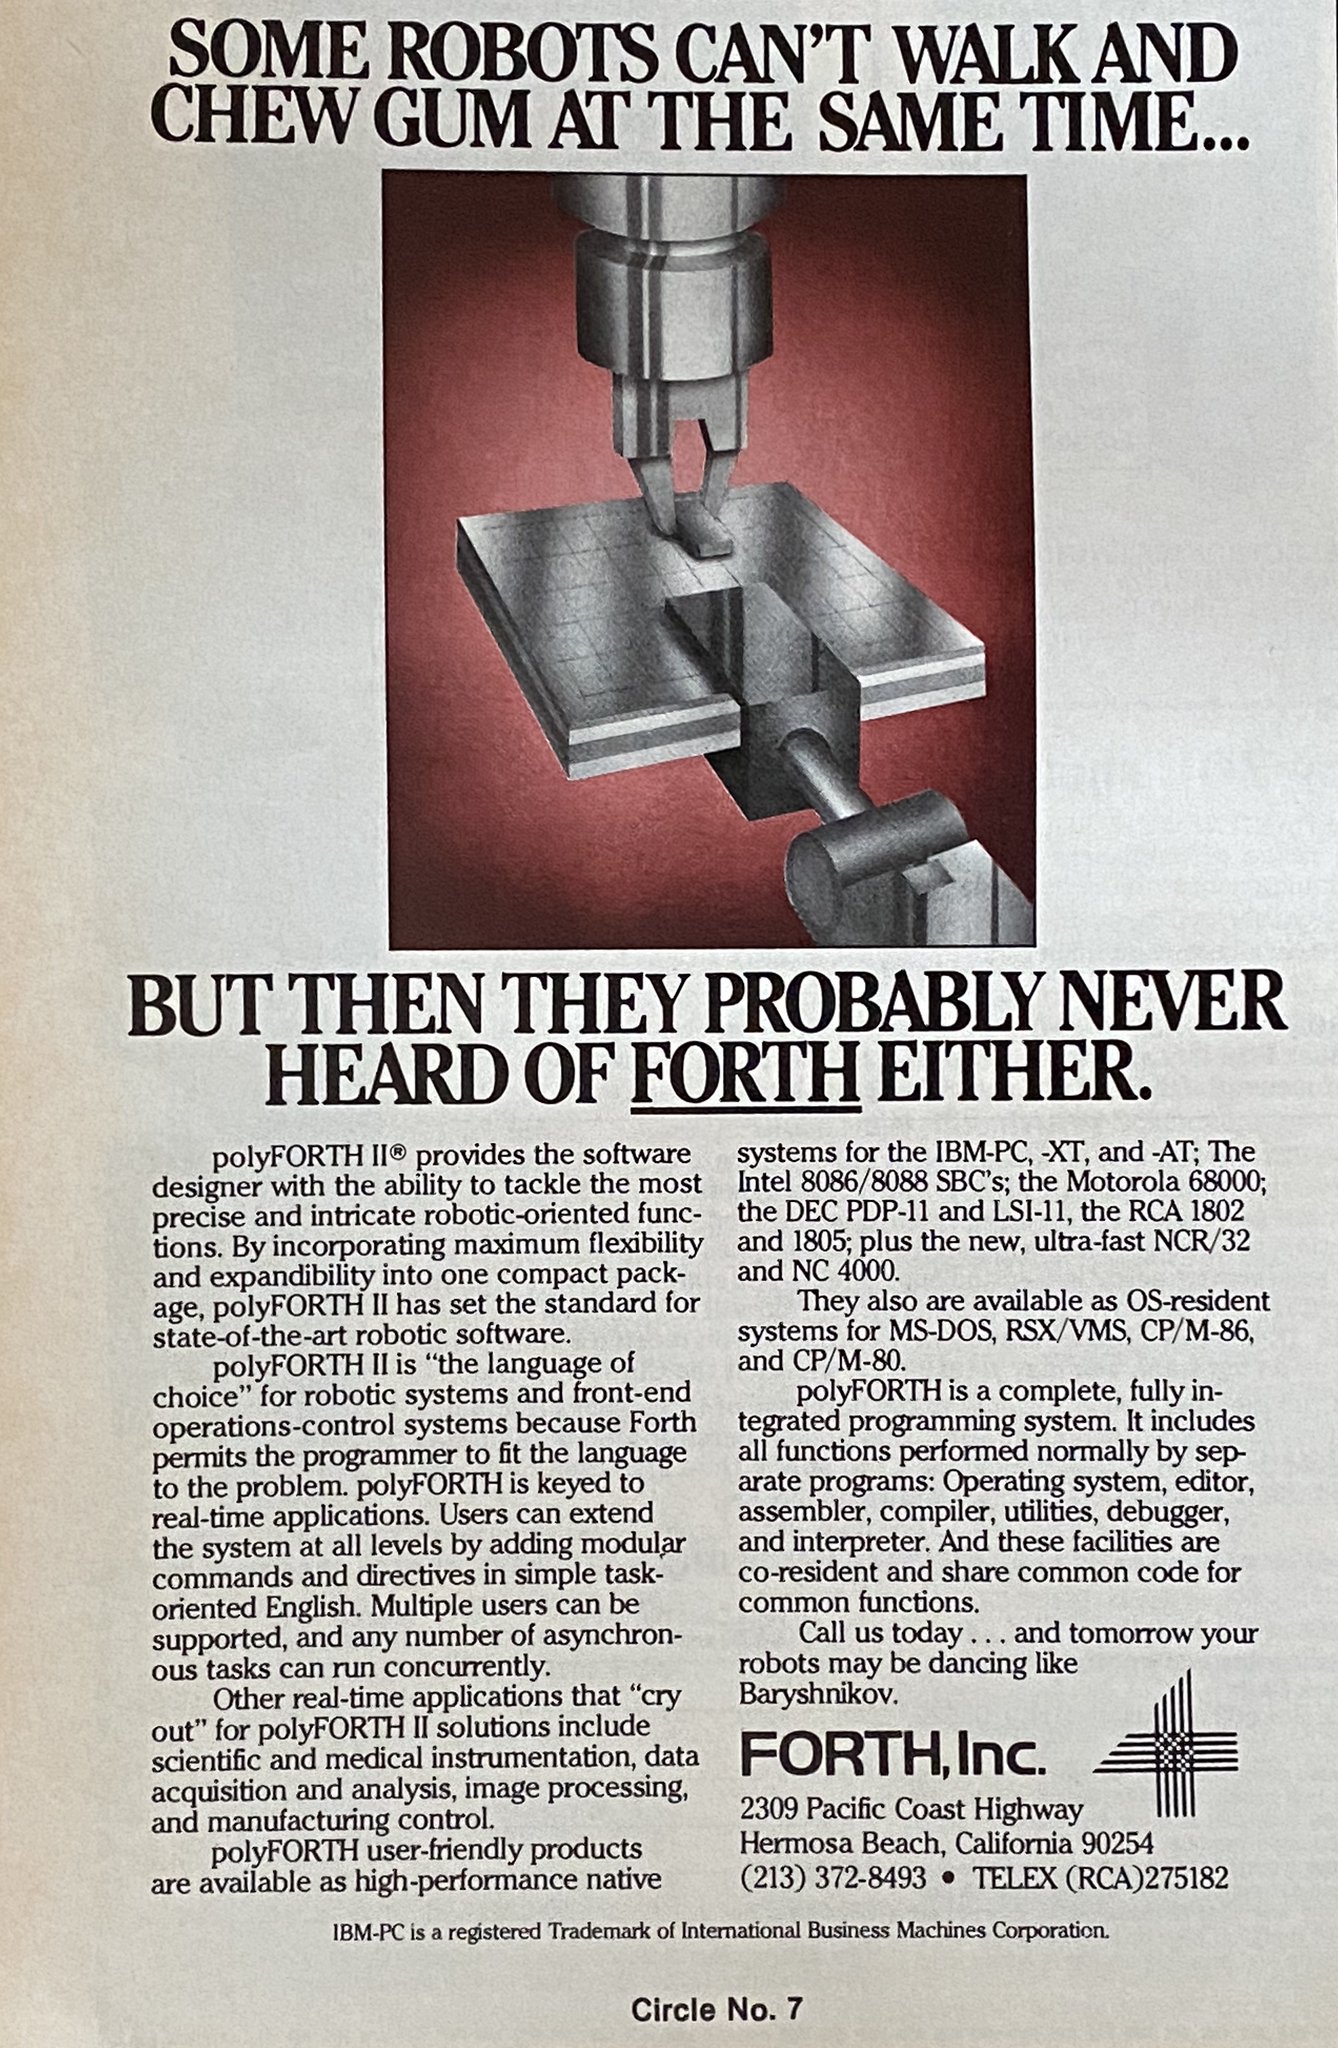 SOME ROBOTS CAN'T WALK AND
CHEW GUM AT THE SAME TIME...
BUT THEN THEY PROBABLY NEVER
HEARD OF FORTH EITHER.
polyFORTH II® provides the software
designer with the ability to tackle the most
precise and intricate robotic-oriented func-
tions. By incorporating maximum flexibility
and expandibility into one compact pack-
age, polyFORTH II has set the standard for
state-of-the-art robotic software.
polyFORTH II is "the language of
choice" for robotic systems and front-end
operations-control systems because Forth
permits the programmer to fit the language
to the problem. polyFORTH is keyed to
real-time applications. Users can extend
the system at all levels by adding modular
commands and directives in simple task-
oriented English. Multiple users can be
supported, and any number of asynchron-
ous tasks can run concurrently.
Other real-time applications that "cry
out" for polyFORTH II solutions include
scientific and medical instrumentation, data
acquisition and analysis, image processing,
and manufacturing control.
polyFORTH user-friendly products
are available as high-performance native
systems for the IBM-PC, -XT, and -AT; The
Intel 8086/8088 SBC's; the Motorola 68000;
the DEC PDP-11 and LSI-11, the RCA 1802
and 1805; plus the new, ultra-fast NCR/32
and NC 4000.
They also are available as OS-resident
systems for MS-DOS, RSX/VMS, CP/M-86,
and CP/M-80.
polyFORTH is a complete, fully in-
tegrated programming system. It includes
all functions performed normally by sep-
arate programs: Operating system, editor,
assembler, compiler, utilities, debugger,
and interpreter. And these facilities are
co-resident and share common code for
common functions.
Call us today . . . and tomorrow your
robots may be dancing like
Baryshnikov.
FORTH, Inc.
2309 Pacific Coast Highway
Hermosa Beach, California 90254
(213) 372-8493 • TELEX (RCA)275182
IBM-PC is a registered Trademark of International Business Machines Corporation.
Circle No. 7